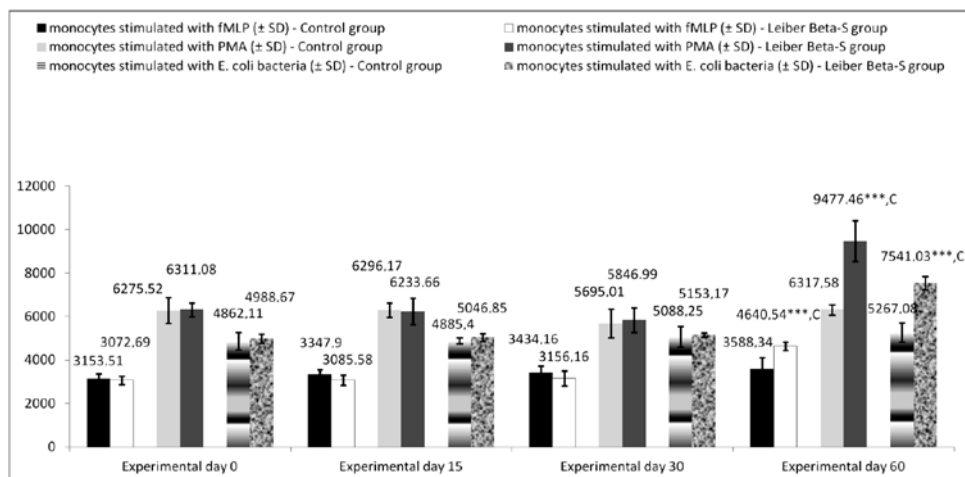 monocytes stimulated with fMLP (± SD) - Control group
monocytes stimulated with fMLP (± SD) - Leiber Beta-S group
monocytes stimulated with PMA (± SD) - Control group
monocytes stimulated with PMA (± SD) - Leiber Beta-S group
monocytes stimulated with E. coli bacteria (± SD) - Control group
monocytes stimulated with E. coli bacteria (± SD) - Leiber Beta-S group
12000
10000
8000
6000
4000
2000
0
3153.51
3072,69
6275.52
6311,08
4862,11
4988.67
3347.9
3085.58
6296.17
6233.66
4885.4
5046,85
3434,16
3156,16
5695.01
5846.99
5088.25
5153,17
3588,34
4640,54***,C
6317,58
9477.46***,C
5267,08
7541.03***,C
Experimental day 0
Experimental day 15
Experimental day 30
Experimental day 60